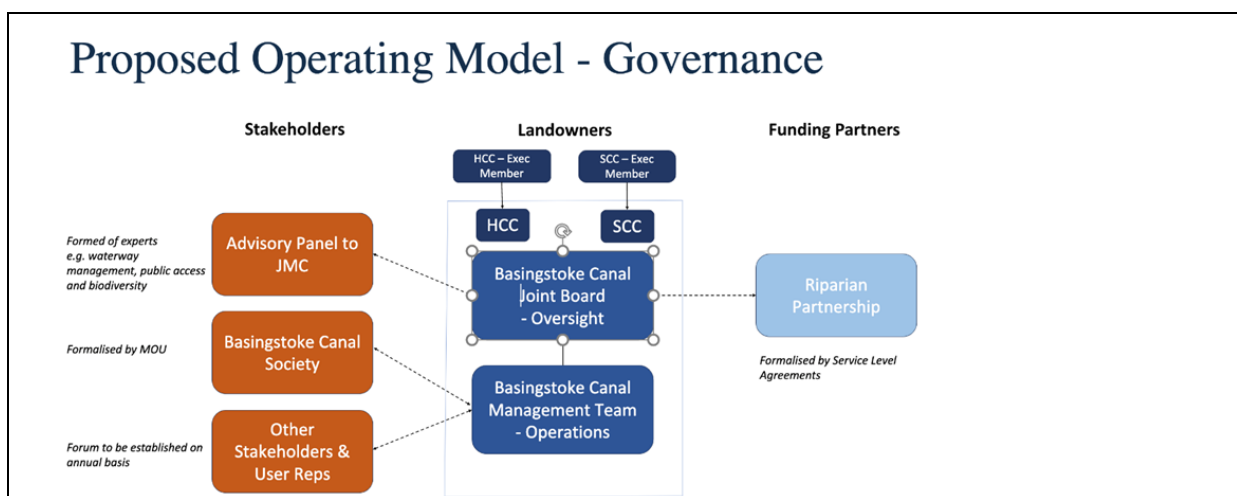 Proposed Operating Model - Governance
Stakeholders
Landowners
Funding Partners
HCC – Exec
Member
SCC – Exec
Member
HCC
SCC
Formed of experts
e.g. waterway
management, public access
and biodiversity
Advisory Panel to
JMC
Basingstoke Canal
Joint Board
- Oversight
Riparian
Partnership
Formalised by MOU
Basingstoke Canal
Society
Formalised by Service Level
Agreements
Basingstoke Canal
Management Team
- Operations
Forum to be established on
annual basis
Other
Stakeholders &
User Reps